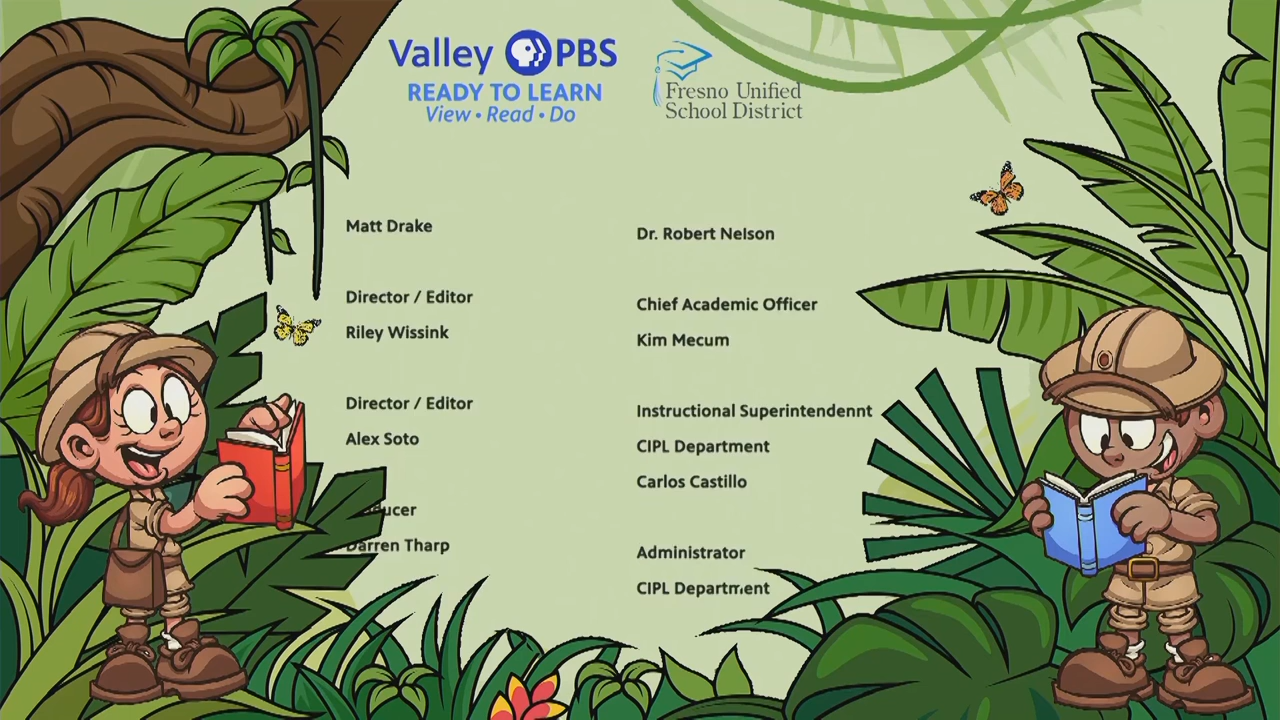 Valley PBS
READY TO LEARN
View • Read • Do
Fresno Unified
School District
Matt Drake
Director / Editor
Riley Wissink
Director / Editor
Alex Soto
Darren Tharp
Dr. Robert Nelson
Chief Academic Officer
Kim Mecum
Instructional Superintendennt
CIPL Department
Carlos Castillo
Administrator
CIPL Department